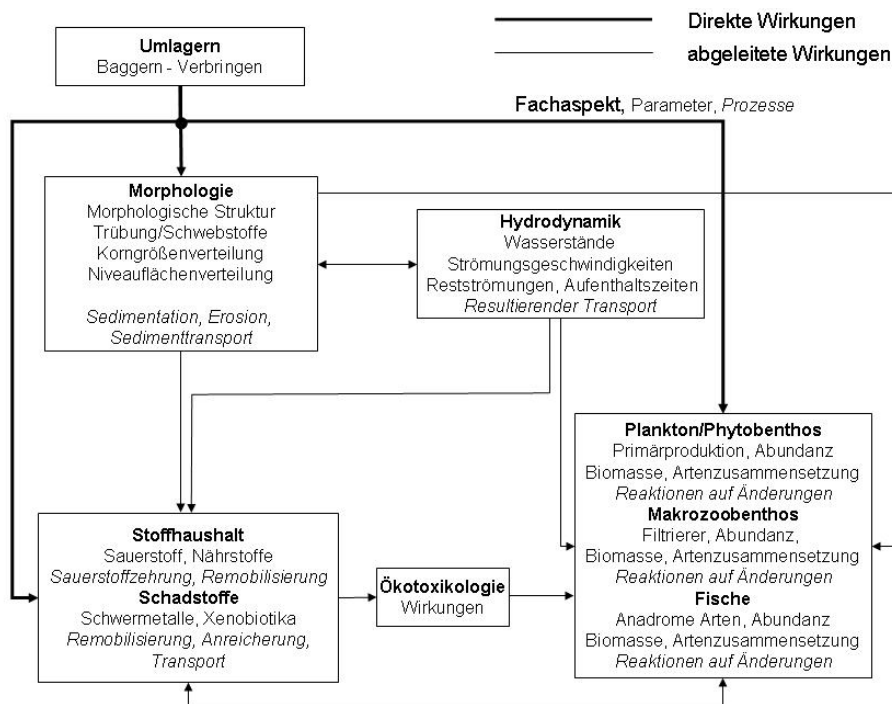 Direkte Wirkungen
abgeleitete Wirkungen
Umlagern
Baggern - Verbringen
Fachaspekt, Parameter, Prozesse
Morphologie
Morphologische Struktur
Trübung/Schwebstoffe
Korngrößenverteilung
Niveauflächenverteilung
Sedimentation, Erosion,
Sedimenttransport
Hydrodynamik
Wasserstände
Strömungsgeschwindigkeiten
Restströmungen, Aufenthaltszeiten
Resultierender Transport
Stoffhaushalt
Sauerstoff, Nährstoffe
Sauerstoffzehrung, Remobilisierung
Schadstoffe
Schwermetalle, Xenobiotika
Remobilisierung, Anreicherung,
Transport
Ökotoxikologie
Wirkungen
Plankton/Phytobenthos
Primärproduktion, Abundanz
Biomasse, Artenzusammensetzung
Reaktionen auf Änderungen
Makrozoobenthos
Filtrierer, Abundanz,
Biomasse, Artenzusammensetzung
Reaktionen auf Änderungen
Fische
Anadrome Arten, Abundanz
Biomasse, Artenzusammensetzung
Reaktionen auf Änderungen